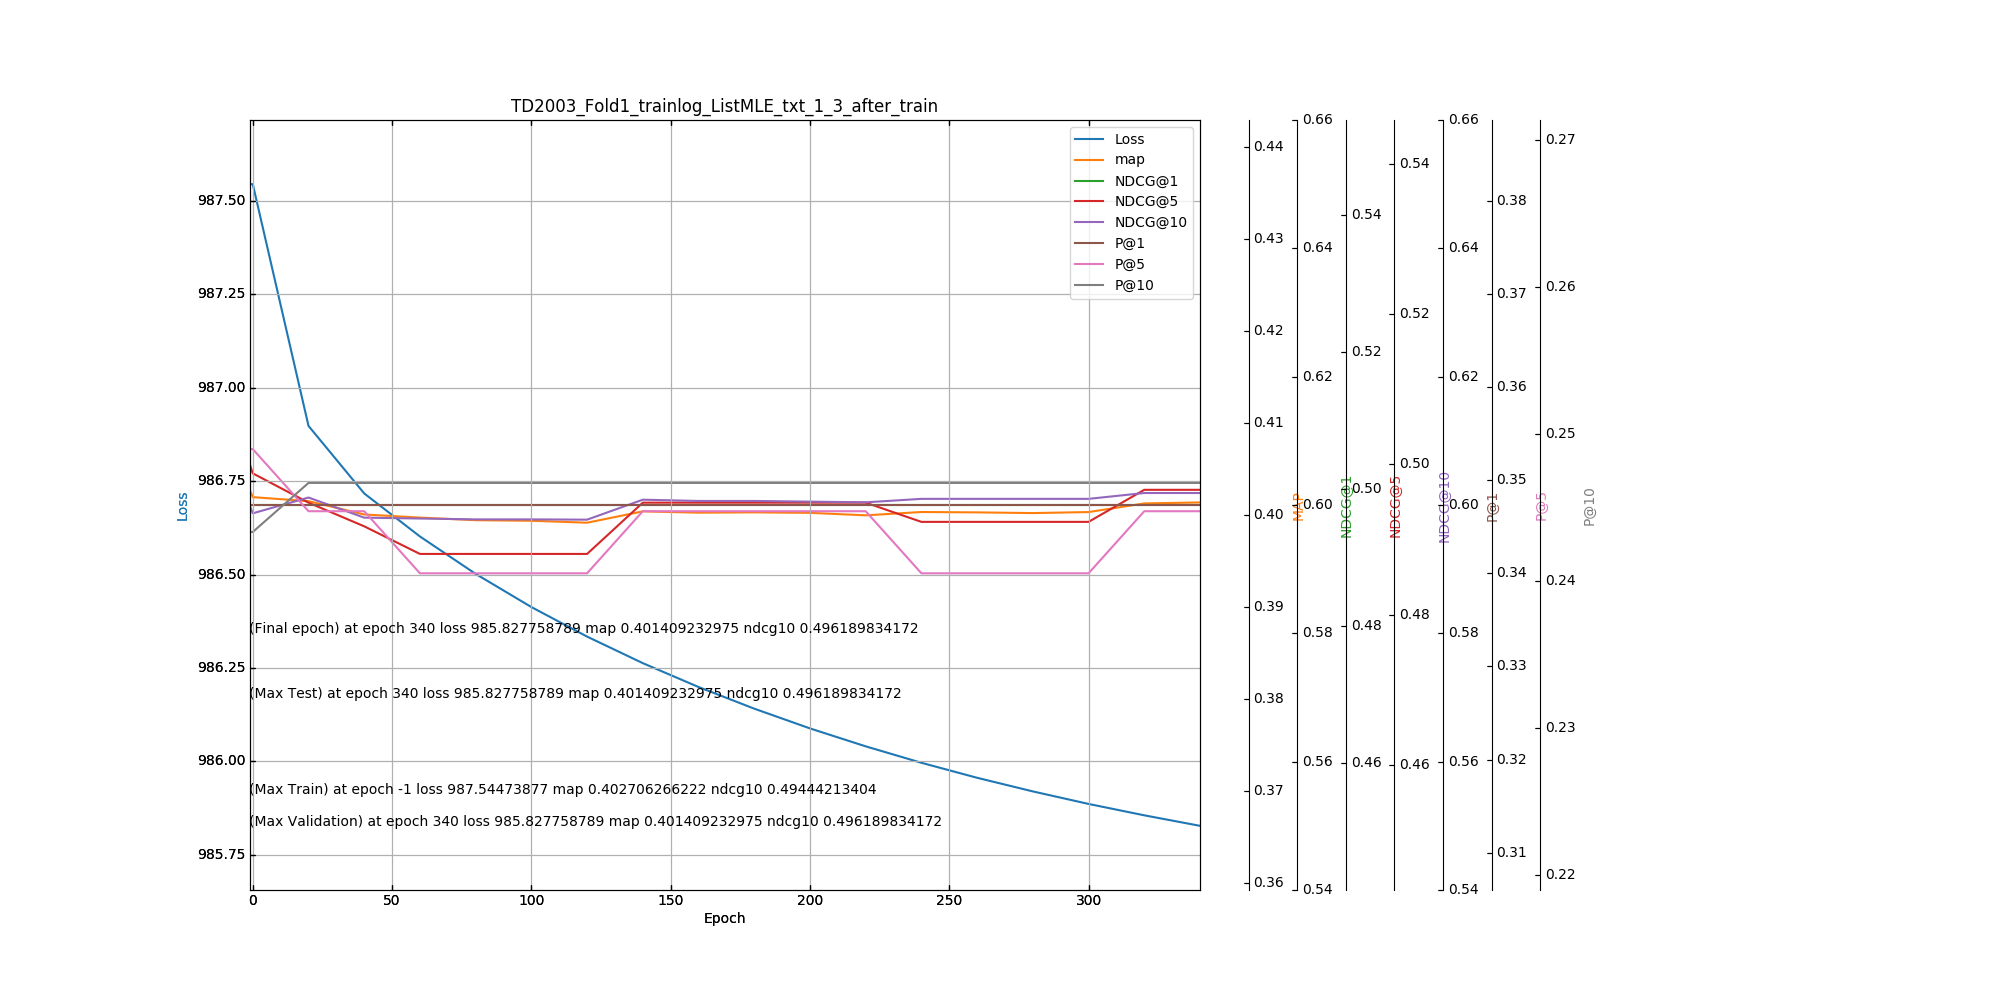 TD2003_Fold1_trainlog_ListMLE_txt_1_3_after_train
Loss
map
NDCG@1
NDCG@5
NDCG@10
P@1
P@5
P@10
987.50
987.25
987.00
986.75
986.50
986.25
986.00
985.75
Loss
(Final epoch) at epoch 340 loss 985.827758789 map 0.401409232975 ndcg10 0.496189834172
(Max Test) at epoch 340 loss 985.827758789 map 0.401409232975 ndcg10 0.496189834172
(Max Train) at epoch -1 loss 987.54473877 map 0.402706266222 ndcg10 0.49444213404
(Max Validation) at epoch 340 loss 985.827758789 map 0.401409232975 ndcg10 0.496189834172
0 50 100 150 200 250 300
Epoch
0.44
0.43
0.42
0.41
0.40
0.39
0.38
0.37
0.36
MAP
0.66
0.64
0.62
0.60
0.58
0.56
0.54
NDCG@1
0.54
0.52
0.50
0.48
0.46
NDCG@5
0.54
0.52
0.50
0.48
0.46
NDCG@10
0.66
0.64
0.62
0.60
0.58
0.56
0.54
P@1
0.38
0.37
0.36
0.35
0.34
0.33
0.32
0.31
P@5
0.27
0.26
0.25
0.24
0.23
0.22
P@10